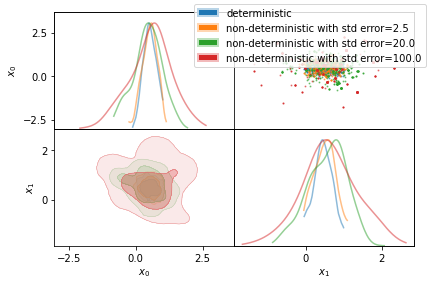 deterministic
non-deterministic with std error=2.5
non-deterministic with std error=20.0
non-deterministic with std error=100.0
x₀
2.5
0.0
−2.5
x₁
2
0
−2.5 0.0 2.5
x₀
0 2
x₁